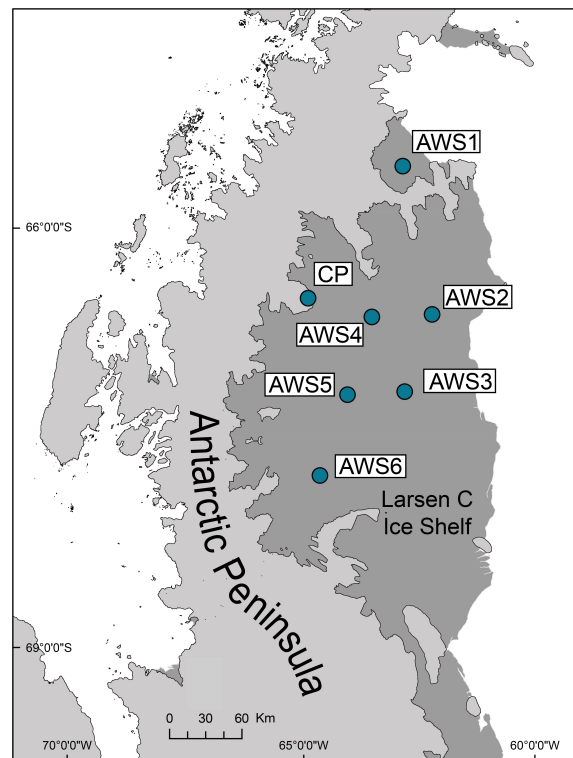 AWS1
66°0'0"S
CP
AWS2
AWS4
AWS5
AWS3
AWS6
Larsen C
Ice Shelf
Antarctic Peninsula
69°0'0"S
0 30 60 Km
70°0'0"W
65°0'0"W
60°0'0"W